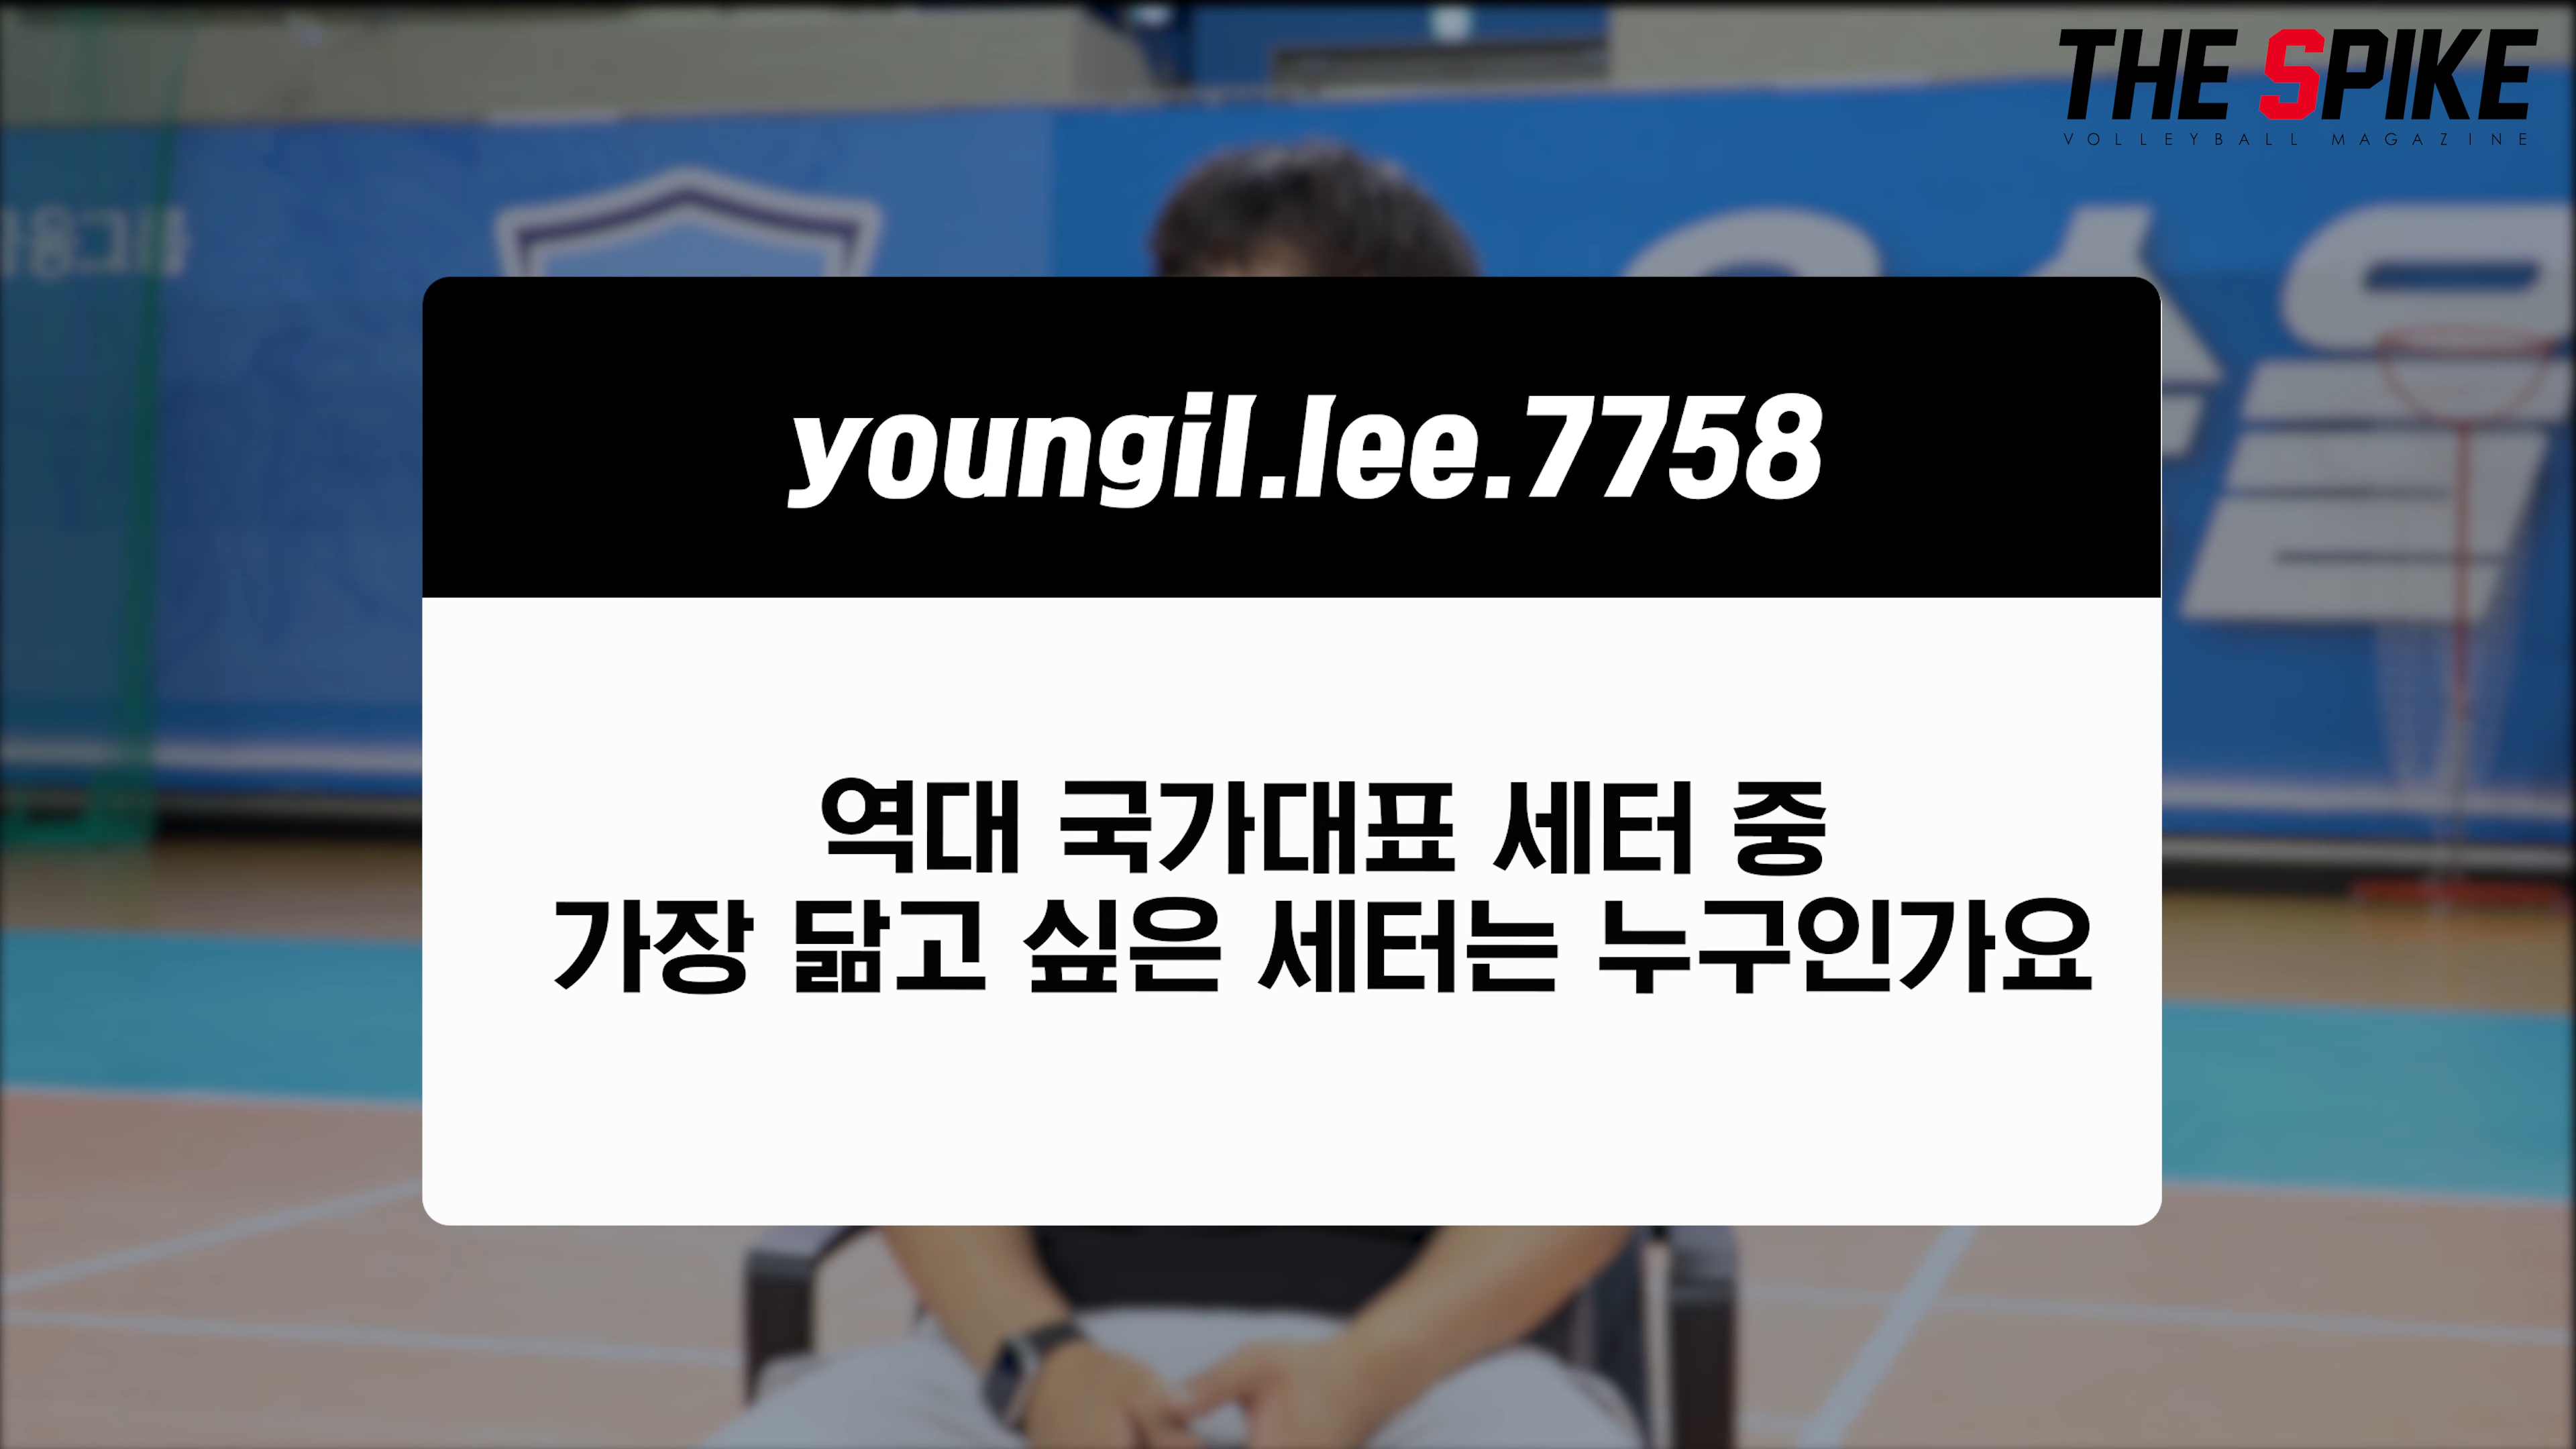 THE SPIKE
VOLLEYBALL MAGAZINE
youngil.lee.7758
역대 국가대표 세터 중
가장 닮고 싶은 세터는 누구인가요